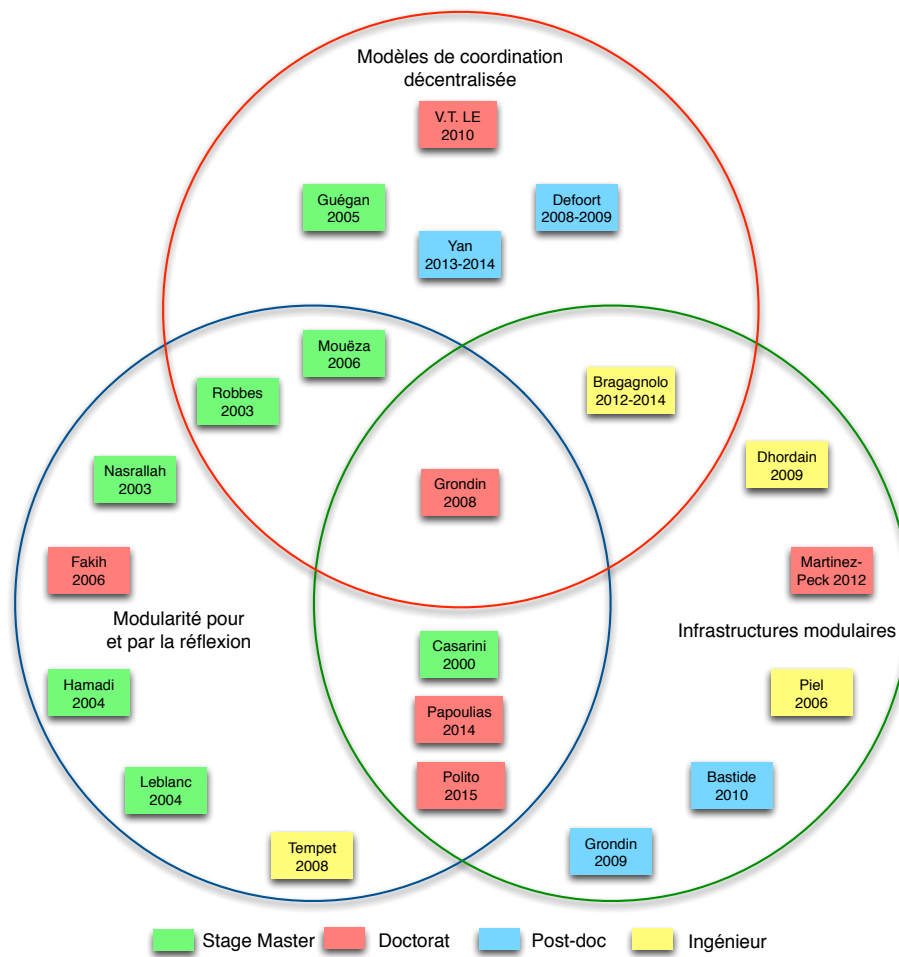 Modèles de coordination
décentralisée
V.T. LE
2010
Guégan
2005
Defoort
2008-2009
Yan
2013-2014
Mouëza
2006
Robbes
2003
Bragagnolo
2012-2014
Nasrallah
2003
Grondin
2008
Dhordain
2009
Fakih
2006
Martinez-
Peck 2012
Modularité pour
et par la réflexion
Infrastructures modulaires
Casarini
2000
Hamadi
2004
Piel
2006
Papoulias
2014
Leblanc
2004
Polito
2015
Bastide
2010
Tempet
2008
Grondin
2009
Stage Master
Doctorat
Post-doc
Ingénieur